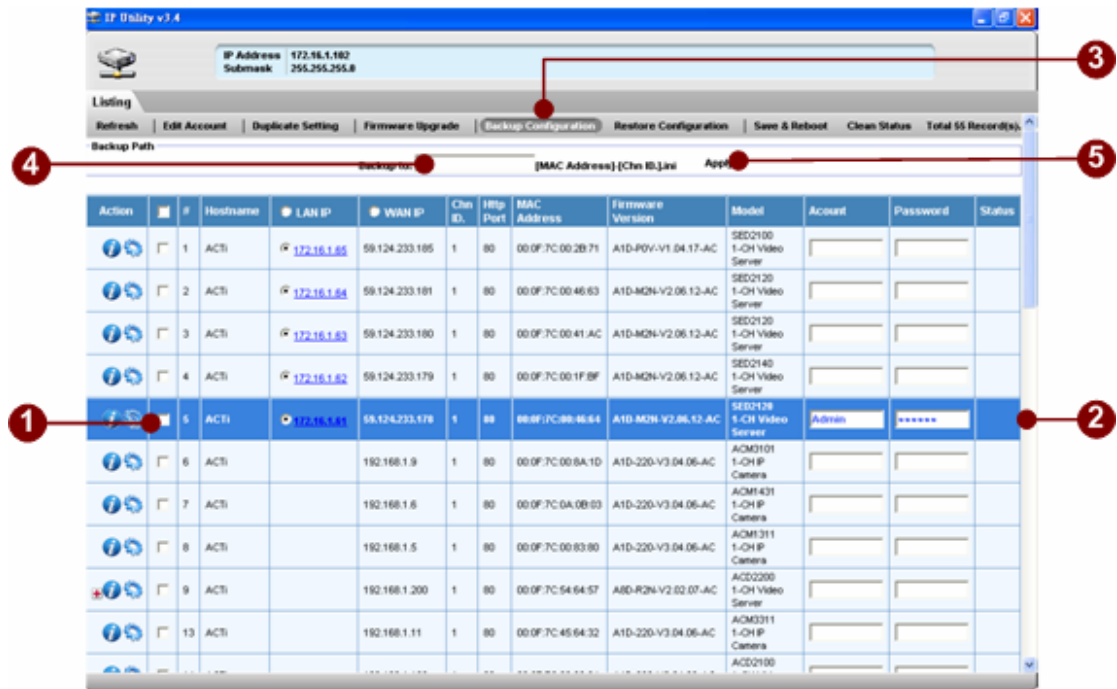 IP Utility v3.4
IP Address 172.16.1.102
Submask 255.255.255.0
Listing
Refresh | Edit Account | Duplicate Setting | Firmware Upgrade | Backup Configuration Restore Configuration | Save & Reboot Clean Status Total 55 Record(s).
3
Backup Path
Backup to: [MAC Address]-[Chn ID.].ini Apply
4
5
Action # Hostname LAN IP WAN IP Chn ID. Http Port MAC Address Firmware Version Model Acount Password Status
1 ACTi 172.16.1.65 59.124.233.185 1 80 00:0F:7C:00:2B:71 A1D-P0V-V1.04.17-AC SED2100 1-CH Video Server
2 ACTi 172.16.1.64 59.124.233.181 1 80 00:0F:7C:00:46:63 A1D-M2N-V2.06.12-AC SED2120 1-CH Video Server
3 ACTi 172.16.1.63 59.124.233.180 1 80 00:0F:7C:00:41:AC A1D-M2N-V2.06.12-AC SED2120 1-CH Video Server
4 ACTi 172.16.1.62 59.124.233.179 1 80 00:0F:7C:00:1F:BF A1D-M2N-V2.06.12-AC SED2140 1-CH Video Server
1
5 ACTi 172.16.1.61 59.124.233.178 1 80 00:0F:7C:00:46:64 A1D-M2N-V2.06.12-AC SED2120 1-CH Video Server Admin ••••••
2
6 ACTi 192.168.1.9 1 80 00:0F:7C:00:8A:1D A1D-220-V3.04.06-AC ACM3101 1-CH IP Camera
7 ACTi 192.168.1.6 1 80 00:0F:7C:0A:0B:03 A1D-220-V3.04.06-AC ACM1431 1-CH IP Camera
8 ACTi 192.168.1.5 1 80 00:0F:7C:00:83:80 A1D-220-V3.04.06-AC ACM1311 1-CH IP Camera
9 ACTi 192.168.1.200 1 80 00:0F:7C:54:64:57 A8D-R2N-V2.02.07-AC ACD2200 1-CH Video Server
13 ACTi 192.168.1.11 1 80 00:0F:7C:45:64:32 A1D-220-V3.04.06-AC ACM3311 1-CH IP Camera
ACD2100